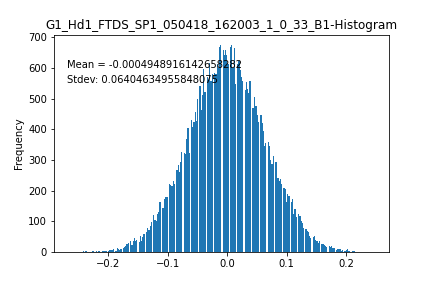 G1_Hd1_FTDS_SP1_050418_162003_1_0_33_B1-Histogram
Mean = -0.0004948916142658282
Stdev: 0.06404634955848075
Frequency
700
600
500
400
300
200
100
0
−0.2 −0.1 0.0 0.1 0.2